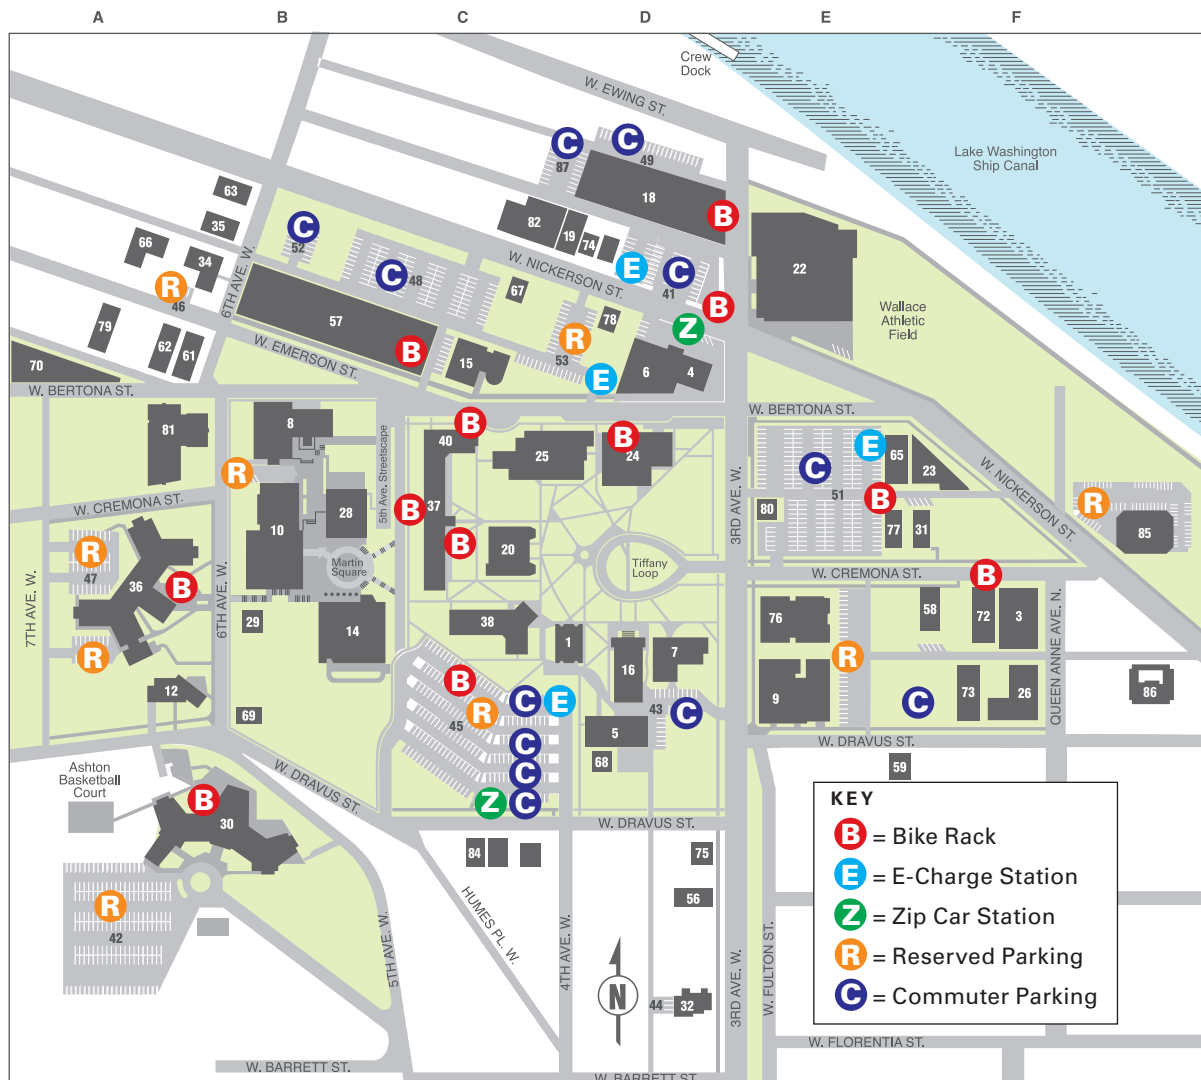 A B C D E F
Crew
Dock
W. EWING ST.
Lake Washington
Ship Canal
C
C
49
87
18
63
B
35
82
19
74
66
C
52
34
W. NICKERSON ST.
E
C
22
C
48
41
R
46
6TH AVE. W.
67
B
Wallace
Athletic
Field
79
57
78
Z
62
61
W. EMERSON ST.
B
15
R
53
6
4
70
E
W. BERTONA ST.
W. BERTONA ST.
81
8
5th Ave. Streetscape
B
40
25
B
24
E
65
23
R
C
51
W. NICKERSON ST.
W. CREMONA ST.
10
28
B
37
3RD AVE. W.
80
B
77
31
R
85
R
47
B
20
Martin
Square
Tiffany
Loop
36
B
W. CREMONA ST.
B
7TH AVE. W.
6TH AVE. W.
29
14
38
1
16
7
76
58
72
3
QUEEN ANNE AVE. N.
R
R
12
B
R
45
C
E
43
C
9
C
73
26
86
69
C
5
W. DRAVUS ST.
68
59
Ashton
Basketball
Court
W. DRAVUS ST.
C
Z
C
B
30
W. DRAVUS ST.
84
75
HUMES PL. W.
56
R
42
5TH AVE. W.
4TH AVE. W.
N
44
32
3RD AVE. W.
W. FULTON ST.
KEY
B = Bike Rack
E = E-Charge Station
Z = Zip Car Station
R = Reserved Parking
C = Commuter Parking
W. FLORENTIA ST.
W. BARRETT ST.
W. BARRETT ST.